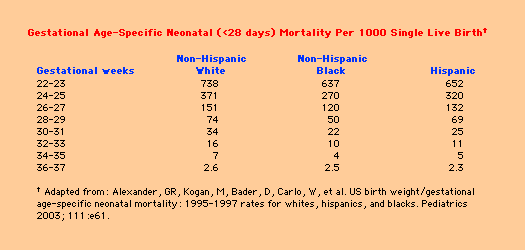 Gestational Age-Specific Neonatal (<28 days) Mortality Per 1000 Single Live Birth†
Non-Hispanic Non-Hispanic
Gestational weeks White Black Hispanic
22-23 738 637 652
24-25 371 270 320
26-27 151 120 132
28-29 74 50 69
30-31 34 22 25
32-33 16 10 11
34-35 7 4 5
36-37 2.6 2.5 2.3
† Adapted from: Alexander, GR, Kogan, M, Bader, D, Carlo, W, et al. US birth weight/gestational
age-specific neonatal mortality: 1995-1997 rates for whites, hispanics, and blacks. Pediatrics
2003; 111:e61.